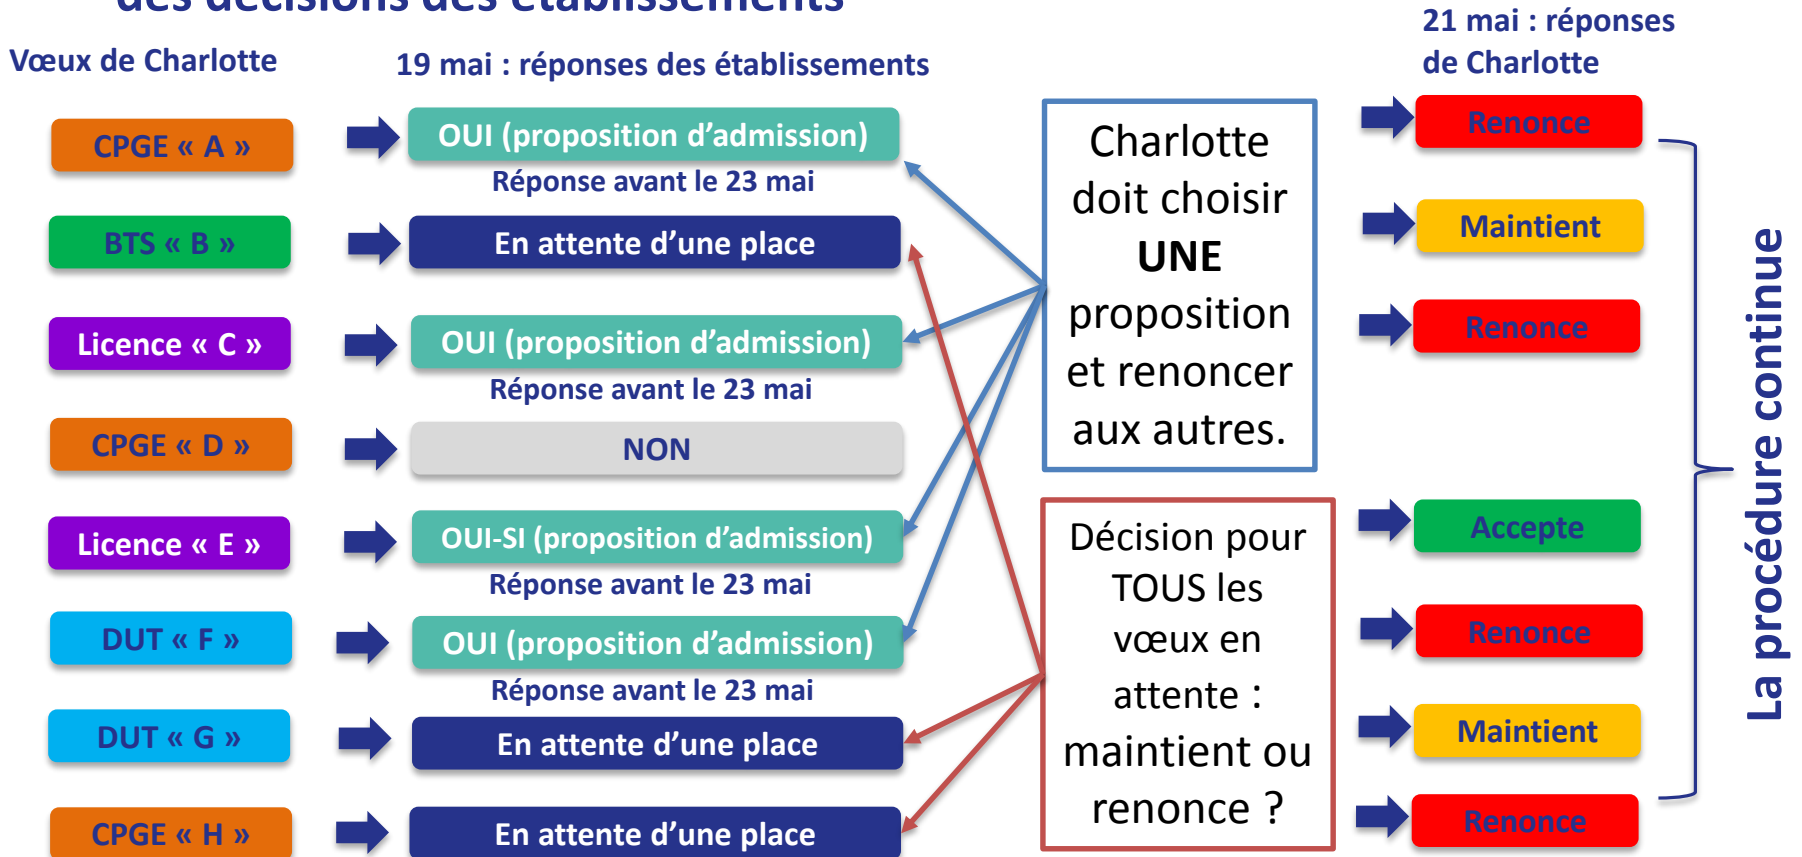 des décisions des établissements
Vœux de Charlotte
19 mai : réponses des établissements
21 mai : réponses
de Charlotte
CPGE « A »
OUI (proposition d'admission)
Réponse avant le 23 mai
Renonce
BTS « B »
En attente d'une place
Maintient
Licence « C »
OUI (proposition d'admission)
Réponse avant le 23 mai
Renonce
CPGE « D »
NON
Licence « E »
OUI-SI (proposition d'admission)
Réponse avant le 23 mai
Accepte
DUT « F »
OUI (proposition d'admission)
Réponse avant le 23 mai
Renonce
DUT « G »
En attente d'une place
Maintient
CPGE « H »
En attente d'une place
Renonce
Charlotte
doit choisir
UNE
proposition
et renoncer
aux autres.
Décision pour
TOUS les
vœux en
attente :
maintient ou
renonce ?
La procédure continue